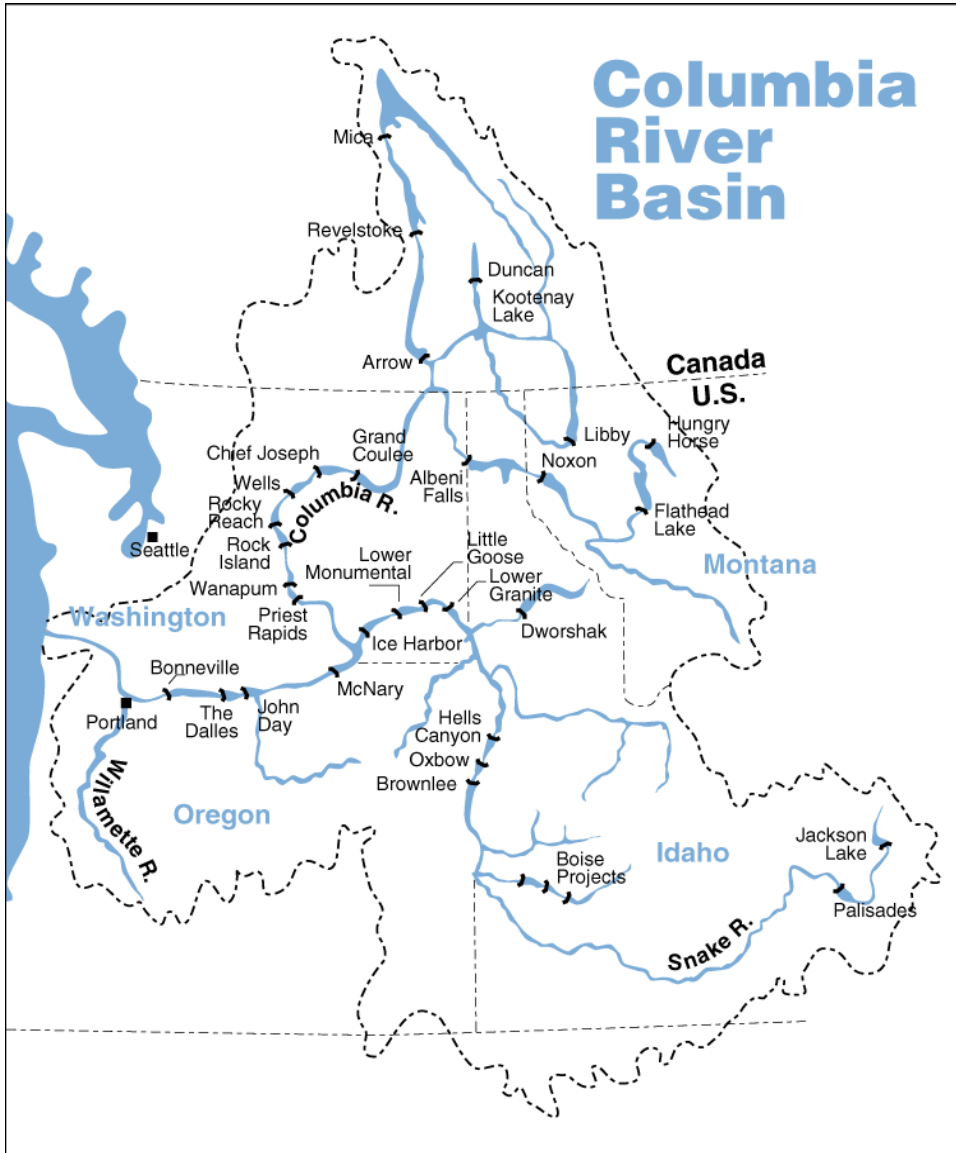 Columbia
River
Basin
Mica
Revelstoke
Duncan
Kootenay
Lake
Arrow
Canada
U.S.
Hungry
Horse
Libby
Noxon
Albeni
Falls
Flathead
Lake
Montana
Grand
Coulee
Chief Joseph
Wells
Columbia R.
Rocky
Reach
Rock
Island
Seattle
Wanapum
Priest
Rapids
Washington
Lower
Monumental
Little
Goose
Lower
Granite
Ice Harbor
Dworshak
McNary
Bonneville
The
Dalles
John
Day
Portland
Willamette R.
Oregon
Hells
Canyon
Oxbow
Brownlee
Boise
Projects
Idaho
Jackson
Lake
Palisades
Snake R.